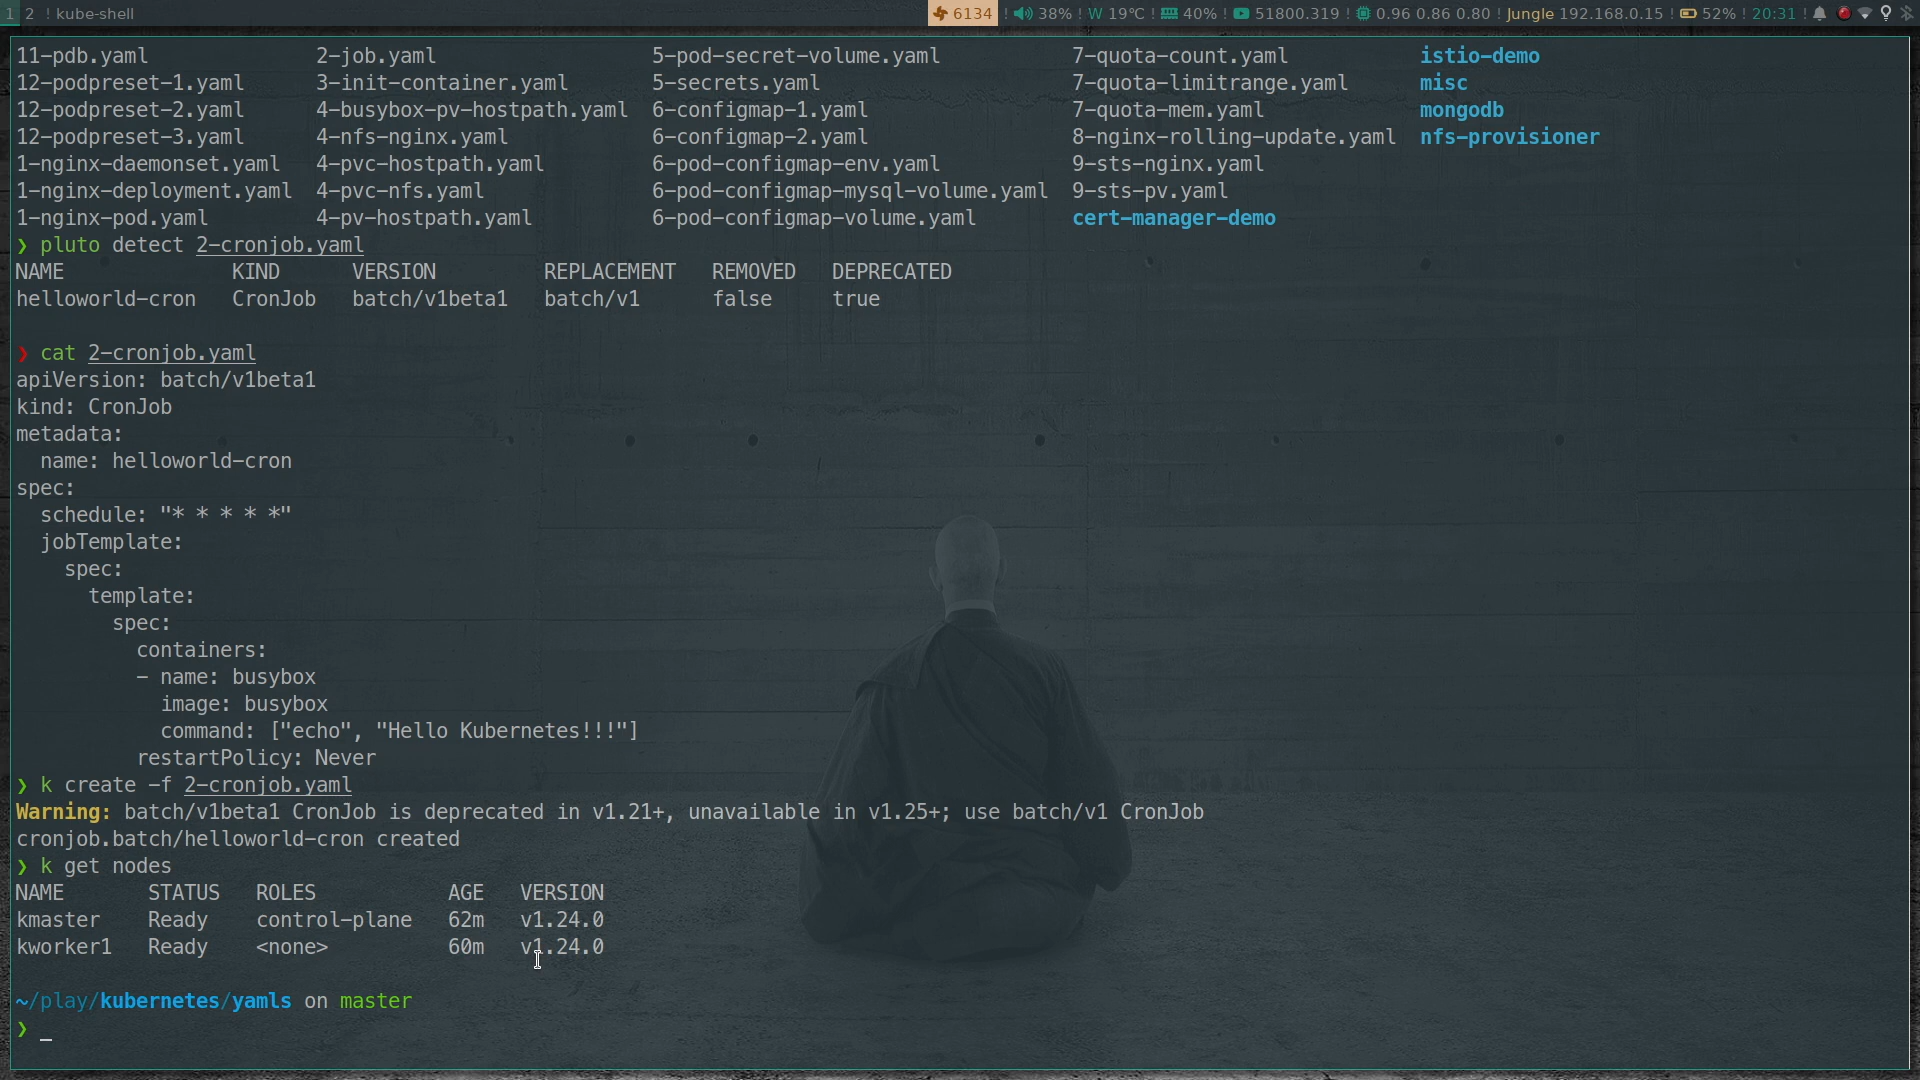 1 2 ! kube-shell 6134 ! 38% ! W 19℃ ! 40% ! 51800.319 ! 0.96 0.86 0.80 ! Jungle 192.168.0.15 ! 52% ! 20:31 !
11-pdb.yaml 2-job.yaml 5-pod-secret-volume.yaml 7-quota-count.yaml istio-demo
12-podpreset-1.yaml 3-init-container.yaml 5-secrets.yaml 7-quota-limitrange.yaml misc
12-podpreset-2.yaml 4-busybox-pv-hostpath.yaml 6-configmap-1.yaml 7-quota-mem.yaml mongodb
12-podpreset-3.yaml 4-nfs-nginx.yaml 6-configmap-2.yaml 8-nginx-rolling-update.yaml nfs-provisioner
1-nginx-daemonset.yaml 4-pvc-hostpath.yaml 6-pod-configmap-env.yaml 9-sts-nginx.yaml
1-nginx-deployment.yaml 4-pvc-nfs.yaml 6-pod-configmap-mysql-volume.yaml 9-sts-pv.yaml
1-nginx-pod.yaml 4-pv-hostpath.yaml 6-pod-configmap-volume.yaml cert-manager-demo
❯ pluto detect 2-cronjob.yaml
NAME KIND VERSION REPLACEMENT REMOVED DEPRECATED
helloworld-cron CronJob batch/v1beta1 batch/v1 false true
❯ cat 2-cronjob.yaml
apiVersion: batch/v1beta1
kind: CronJob
metadata:
  name: helloworld-cron
spec:
  schedule: "* * * * *"
  jobTemplate:
    spec:
      template:
        spec:
          containers:
          - name: busybox
            image: busybox
            command: ["echo", "Hello Kubernetes!!!"]
          restartPolicy: Never
❯ k create -f 2-cronjob.yaml
Warning: batch/v1beta1 CronJob is deprecated in v1.21+, unavailable in v1.25+; use batch/v1 CronJob
cronjob.batch/helloworld-cron created
❯ k get nodes
NAME STATUS ROLES AGE VERSION
kmaster Ready control-plane 62m v1.24.0
kworker1 Ready <none> 60m v1.24.0
~/play/kubernetes/yamls on master
❯ _